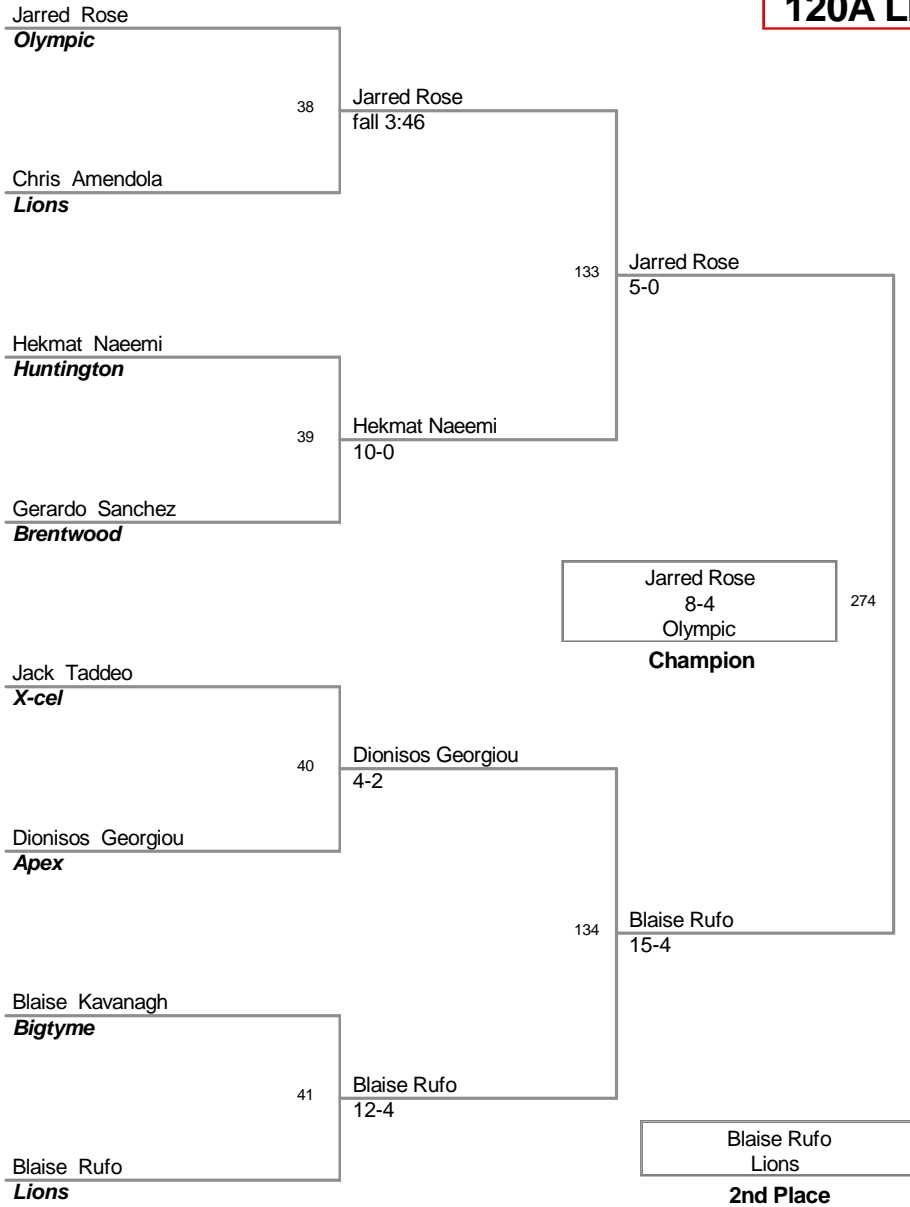 120A
Jarred Rose
Olympic
38
Jarred Rose
fall 3:46
Chris Amendola
Lions
133
Jarred Rose
5-0
Hekmat Naeemi
Huntington
39
Hekmat Naeemi
10-0
Gerardo Sanchez
Brentwood
Jarred Rose
8-4
Olympic
274
Champion
Jack Taddeo
X-cel
40
Dionisos Georgiou
4-2
Dionisos Georgiou
Apex
134
Blaise Rufo
15-4
Blaise Kavanagh
Bigtyme
41
Blaise Rufo
12-4
Blaise Rufo
Lions
Blaise Rufo
Lions
2nd Place